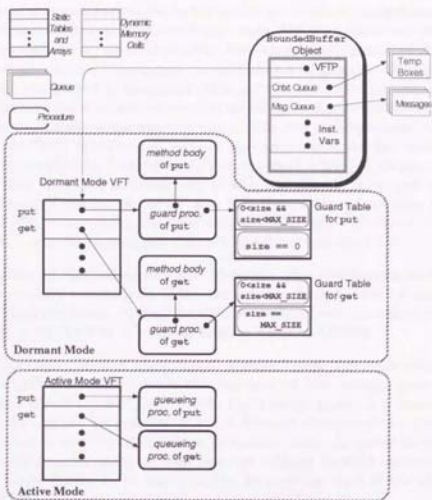 Static
Tables
and
Arrays
Dynamic
Memory
Cells
Queue
Procedure
BoundedBuffer
Object
VFTP
Cntxt Queue
Msg Queue
Inst.
Vars
Temp.
Boxes
Messages
method body
of put
Dormant Mode VFT
put
get
guard proc.
of put
0<size &&
size<MAX_SIZE
size == 0
Guard Table
for put
method body
of get
guard proc.
of get
0<size &&
size<MAX_SIZE
size ==
MAX_SIZE
Guard Table
for get
Dormant Mode
Active Mode VFT
put
get
queueing
proc. of put
queueing
proc. of get
Active Mode